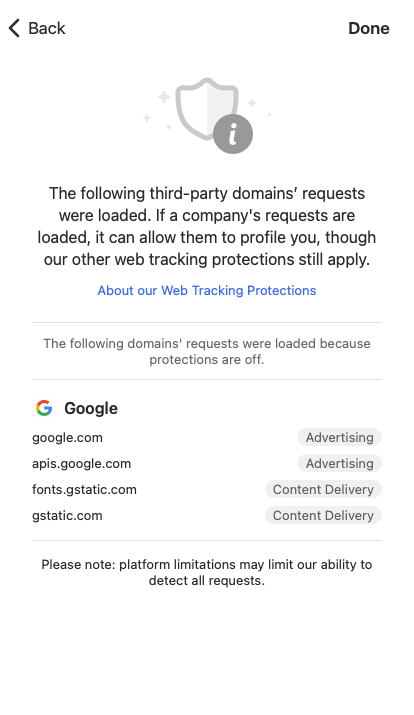 Back
Done
The following third-party domains’ requests
were loaded. If a company's requests are
loaded, it can allow them to profile you, though
our other web tracking protections still apply.
About our Web Tracking Protections
The following domains' requests were loaded because
protections are off.
Google
google.com Advertising
apis.google.com Advertising
fonts.gstatic.com Content Delivery
gstatic.com Content Delivery
Please note: platform limitations may limit our ability to
detect all requests.